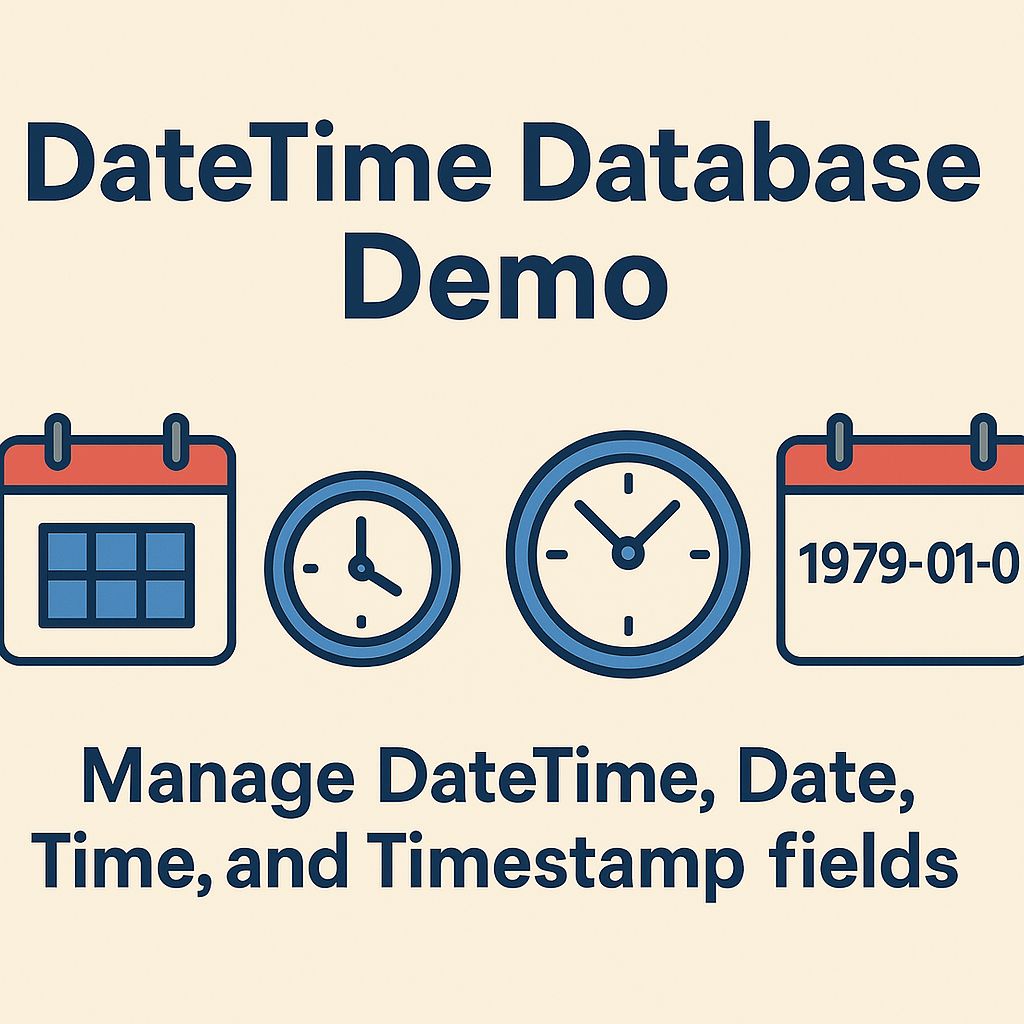 DateTime Database
Demo
1979-01-0
Manage DateTime, Date,
Time, and Timestamp fields